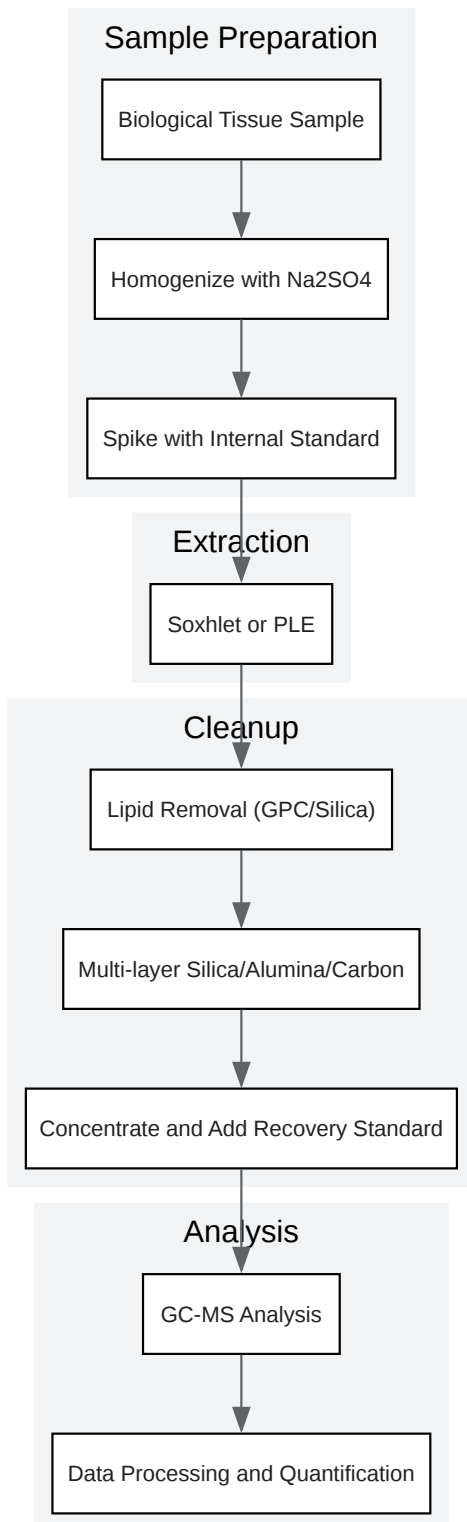 Sample Preparation
Biological Tissue Sample
Homogenize with Na2SO4
Spike with Internal Standard
Extraction
Soxhlet or PLE
Cleanup
Lipid Removal (GPC/Silica)
Multi-layer Silica/Alumina/Carbon
Concentrate and Add Recovery Standard
Analysis
GC-MS Analysis
Data Processing and Quantification